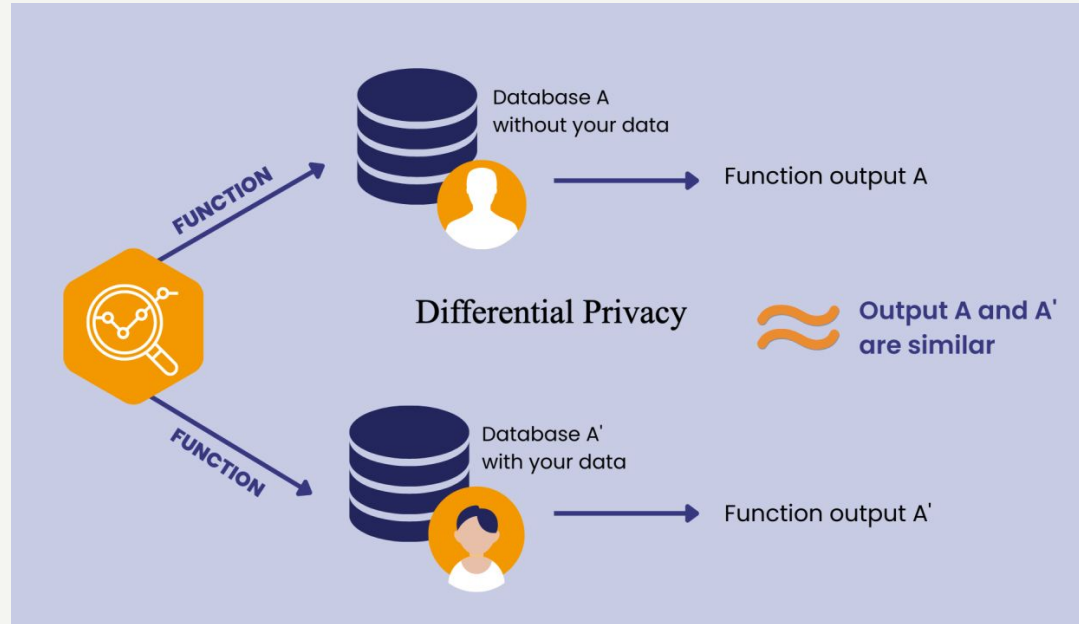 Database A
without your data
FUNCTION
Function output A
Differential Privacy
Output A and A'
are similar
Database A'
with your data
FUNCTION
Function output A'